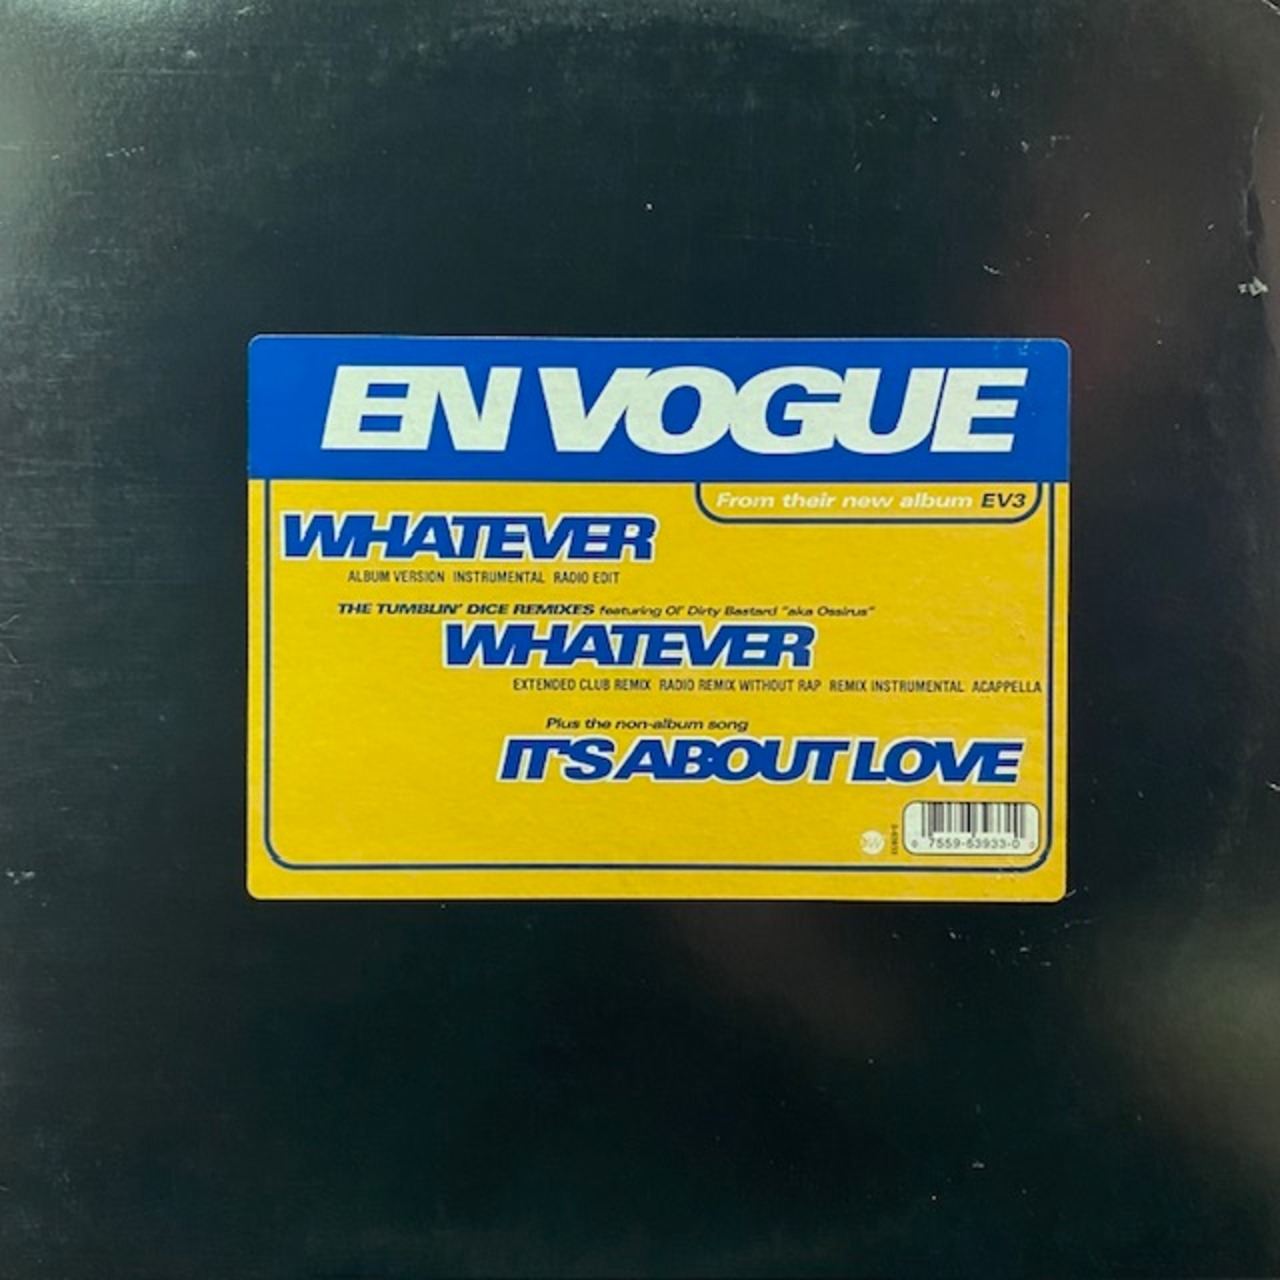 EN VOGUE
From their new album EV3
WHATEVER
ALBUM VERSION INSTRUMENTAL RADIO EDIT
THE TUMBLIN' DICE REMIXES featuring Ol' Dirty Bastard "aka Ossirus"
WHATEVER
EXTENDED CLUB REMIX RADIO REMIX WITHOUT RAP REMIX INSTRUMENTAL ACAPPELLA
Plus the non-album song
IT'S ABOUT LOVE
0 7559-63933-0 0